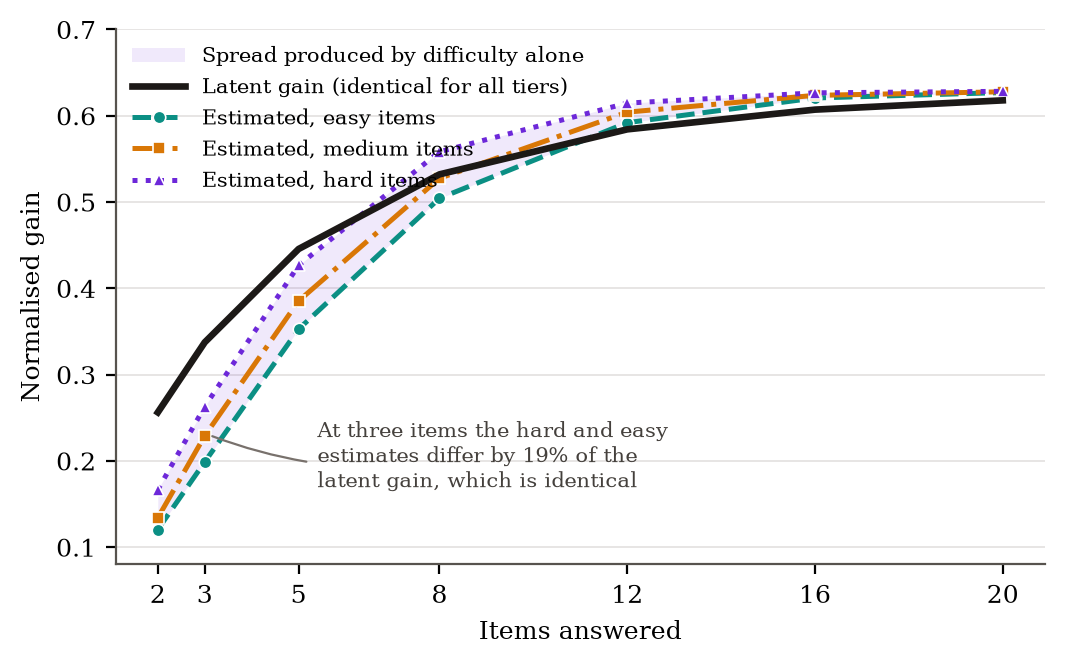 0.7
0.6
0.5
0.4
0.3
0.2
0.1
Normalised gain
Spread produced by difficulty alone
Latent gain (identical for all tiers)
Estimated, easy items
Estimated, medium items
Estimated, hard items
At three items the hard and easy
estimates differ by 19% of the
latent gain, which is identical
2 3 5 8 12 16 20
Items answered